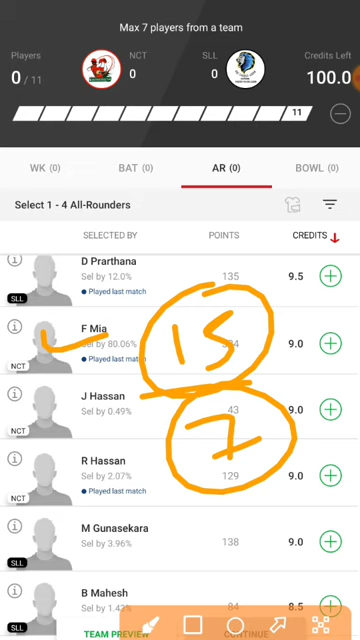 Max 7 players from a team
Players NCT SLL Credits Left
0 / 11 0 0 100.0
11
WK (0) BAT (0) AR (0) BOWL (0)
Select 1 - 4 All-Rounders
SELECTED BY POINTS CREDITS
D Prarthana
Sel by 12.0% 135 9.5
Played last match
SLL
F Mia
Sel by 80.06% 9.0
Played last match
NCT
15
J Hassan
Sel by 0.49% 43 9.0
NCT
7
R Hassan
Sel by 2.07% 129 9.0
Played last match
NCT
M Gunasekara
Sel by 3.96% 138 9.0
SLL
B Mahesh
Sel by 1.43% 84 8.5
SLL
TEAM PREVIEW CONTINUE